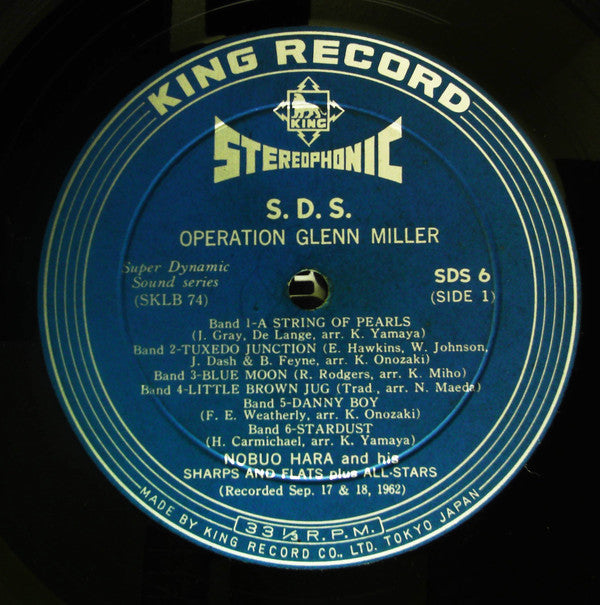 KING RECORD
KING
STEREOPHONIC
S. D. S.
OPERATION GLENN MILLER
Super Dynamic
Sound series
(SKLB 74)
SDS 6
(SIDE 1)
Band 1-A STRING OF PEARLS
(J. Gray, De Lange, arr. K. Yamaya)
Band 2-TUXEDO JUNCTION (E. Hawkins, W. Johnson,
J. Dash & B. Feyne, arr. K. Onozaki)
Band 3-BLUE MOON (R. Rodgers, arr. K. Miho)
Band 4-LITTLE BROWN JUG (Trad., arr. N. Maeda)
Band 5-DANNY BOY
(F. E. Weatherly, arr. K. Onozaki)
Band 6-STARDUST
(H. Carmichael, arr. K. Yamaya)
NOBUO HARA and his
SHARPS AND FLATS plus ALL-STARS
(Recorded Sep. 17 & 18, 1962)
33 1/3 R.P.M.
MADE BY KING RECORD CO., LTD. TOKYO JAPAN